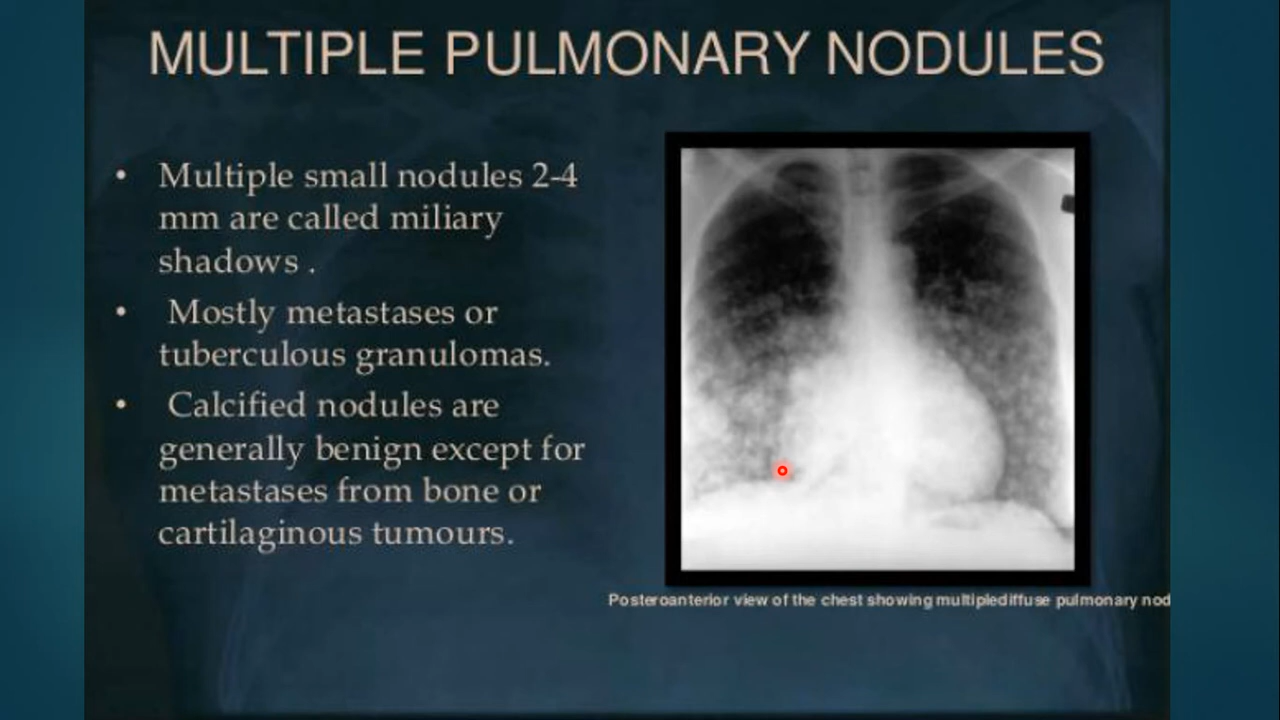 MULTIPLE PULMONARY NODULES
• Multiple small nodules 2-4
mm are called miliary
shadows .
• Mostly metastases or
tuberculous granulomas.
• Calcified nodules are
generally benign except for
metastases from bone or
cartilaginous tumours.
Posteroanterior view of the chest showing multiplediffuse pulmonary nod